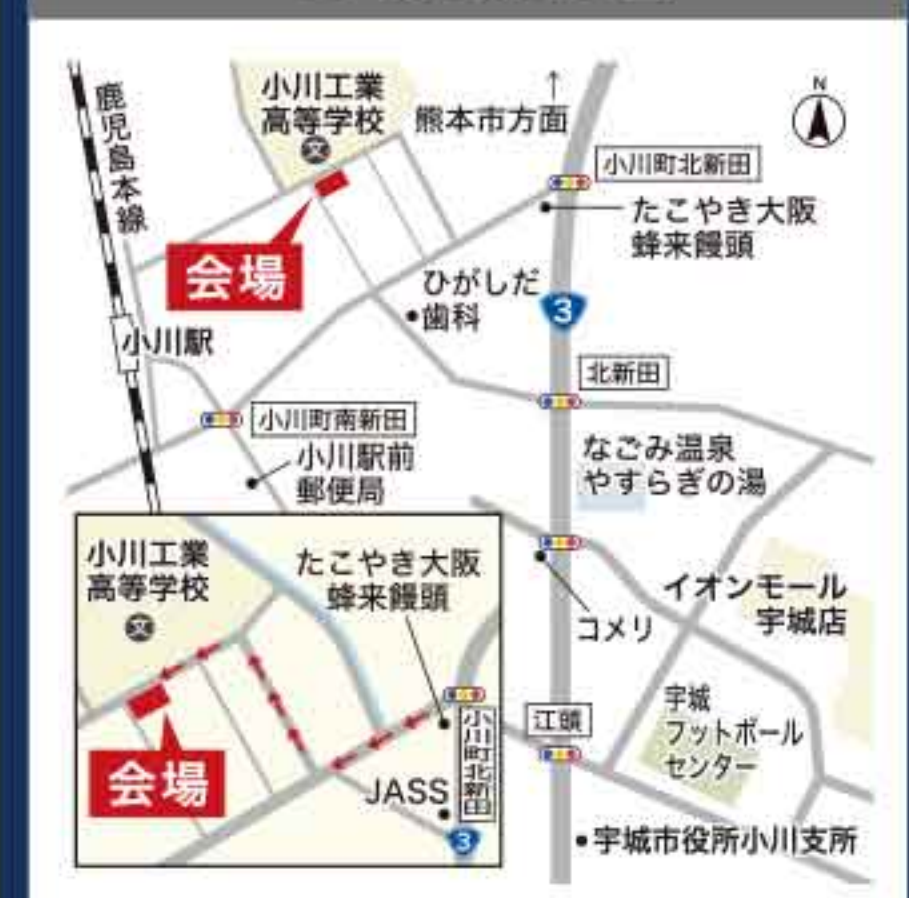 小川工業
高等学校
文
↑
熊本市方面
N
鹿児島本線
小川町北新田
たこやき大阪
蜂来饅頭
会場
ひがしだ
歯科
3
小川駅
北新田
小川町南新田
小川駅前
郵便局
なごみ温泉
やすらぎの湯
イオンモール
宇城店
コメリ
宇城
フットボール
センター
江頭
宇城市役所小川支所
小川工業
高等学校
文
たこやき大阪
蜂来饅頭
会場
小川町北新田
JASS
3